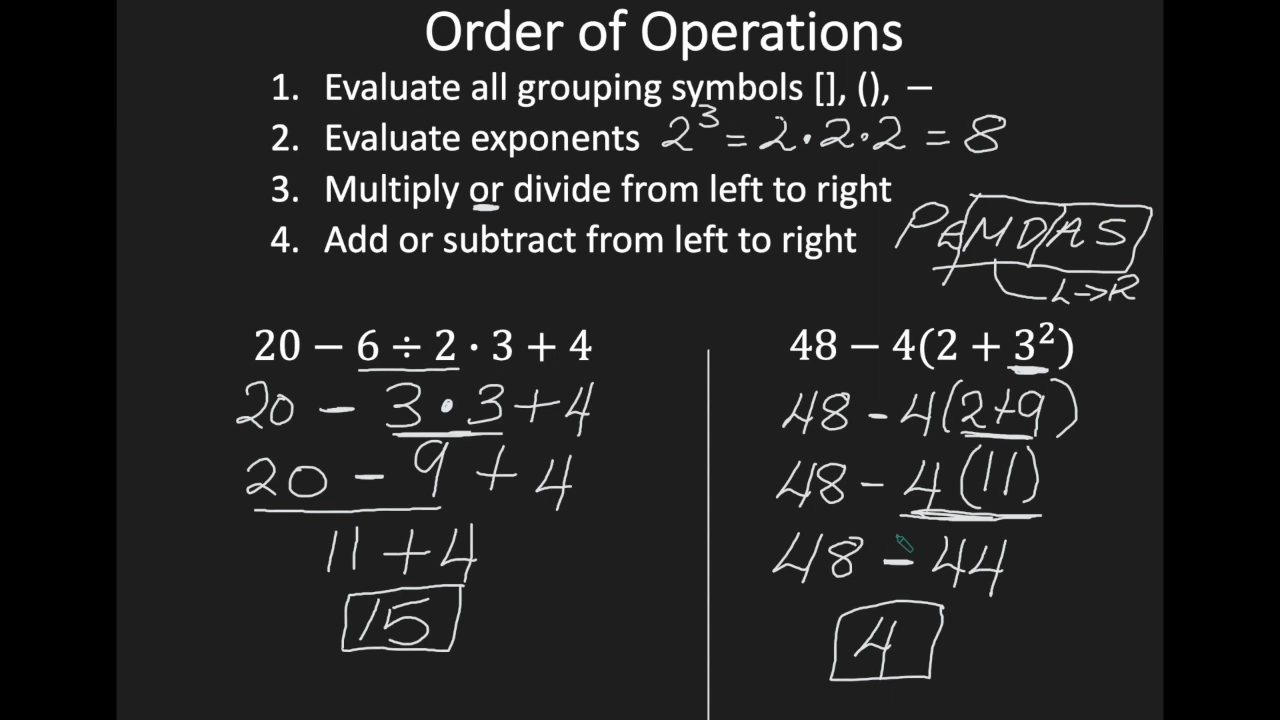 Order of Operations
1. Evaluate all grouping symbols [], (), —
2. Evaluate exponents 2³ = 2·2·2 = 8
3. Multiply or divide from left to right
4. Add or subtract from left to right
PEMDAS
L→R
20 − 6 ÷ 2 · 3 + 4
20 − 3 · 3 + 4
20 − 9 + 4
11 + 4
15
48 − 4(2 + 3²)
48 − 4(2+9)
48 − 4(11)
48 − 44
4